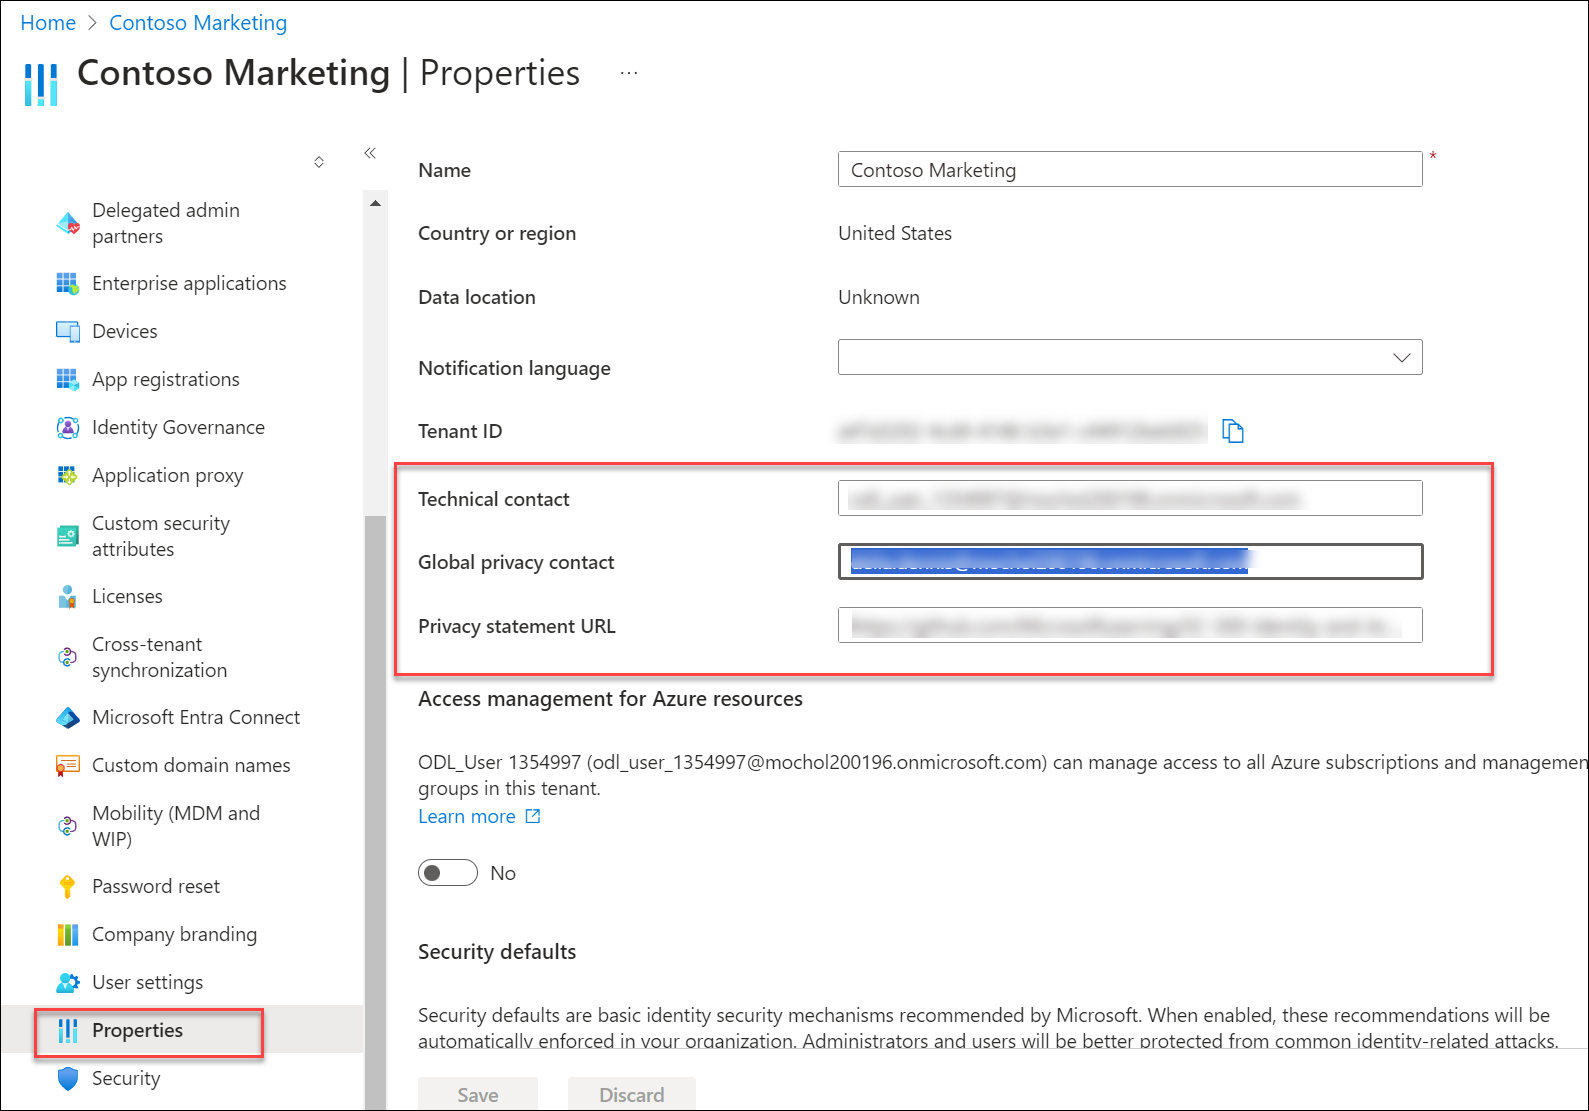 Home > Contoso Marketing
Contoso Marketing | Properties ...
Delegated admin
partners
Enterprise applications
Devices
App registrations
Identity Governance
Application proxy
Custom security
attributes
Licenses
Cross-tenant
synchronization
Microsoft Entra Connect
Custom domain names
Mobility (MDM and
WIP)
Password reset
Company branding
User settings
Properties
Security
Name
Contoso Marketing *
Country or region
United States
Data location
Unknown
Notification language
Tenant ID
Technical contact
Global privacy contact
Privacy statement URL
Access management for Azure resources
ODL_User 1354997 (odl_user_1354997@mochol200196.onmicrosoft.com) can manage access to all Azure subscriptions and managemen
groups in this tenant.
Learn more
No
Security defaults
Security defaults are basic identity security mechanisms recommended by Microsoft. When enabled, these recommendations will be
automatically enforced in your organization. Administrators and users will be better protected from common identity-related attacks.
Save
Discard